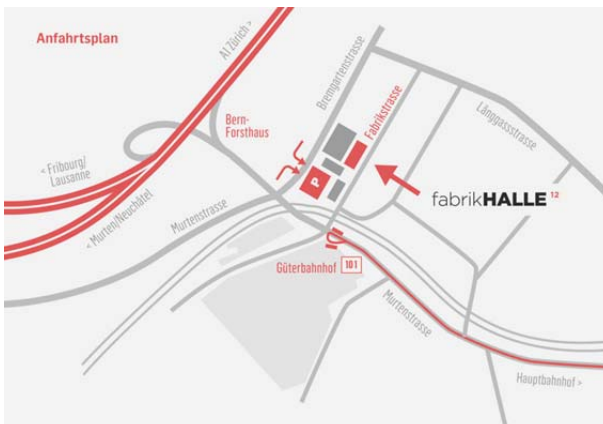 Anfahrtsplan
A1 Zürich >
Bremgartenstrasse
Bern-
Forsthaus
Fabrikstrasse
Länggassstrasse
< Fribourg/
Lausanne
P
fabrikHALLE 12
< Murten/Neuchâtel
Murtenstrasse
Güterbahnhof 101
Murtenstrasse
Hauptbahnhof >